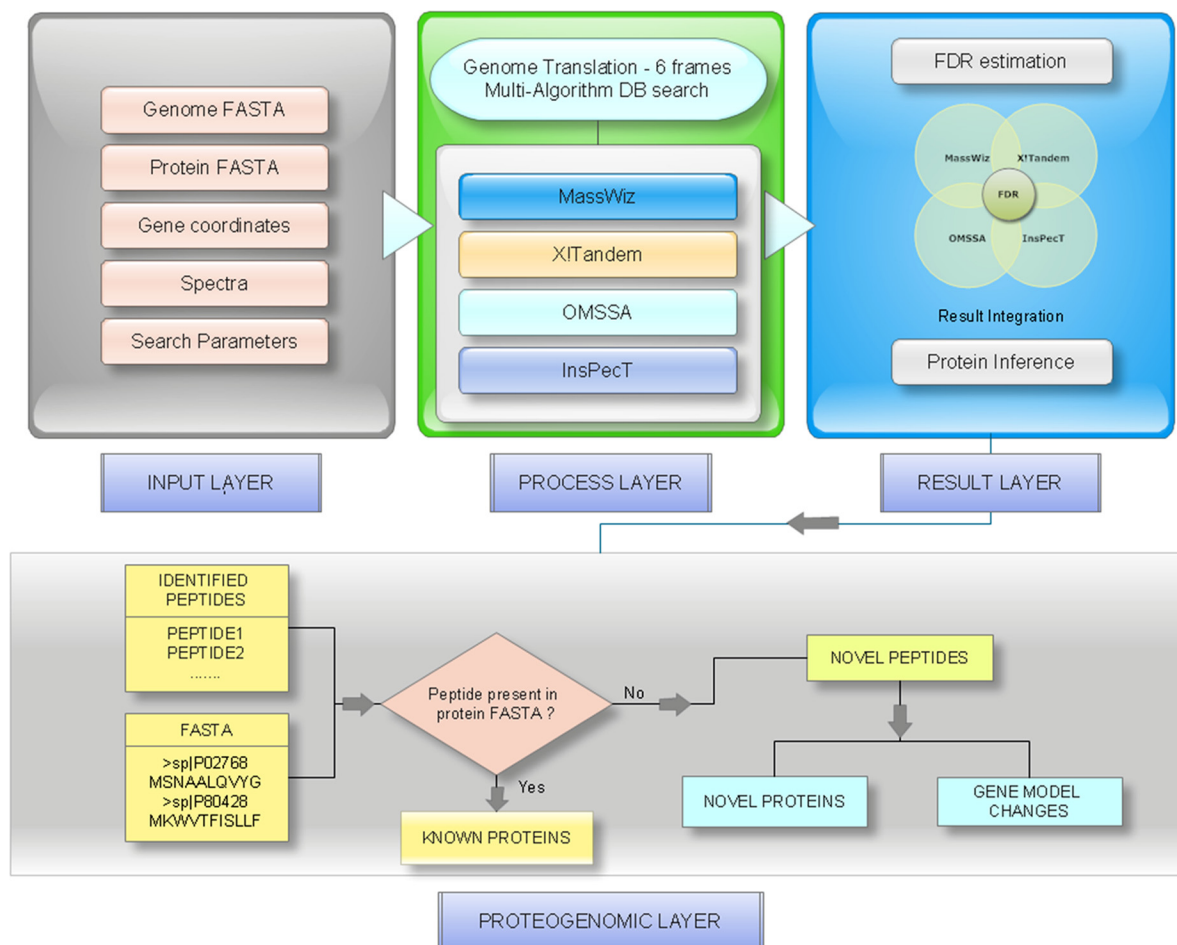 Genome FASTA
Protein FASTA
Gene coordinates
Spectra
Search Parameters
INPUT LAYER
Genome Translation - 6 frames
Multi-Algorithm DB search
MassWiz
X!Tandem
OMSSA
InsPecT
PROCESS LAYER
FDR estimation
MassWiz
X!Tandem
FDR
OMSSA
InsPecT
Result Integration
Protein Inference
RESULT LAYER
IDENTIFIED
PEPTIDES
PEPTIDE1
PEPTIDE2
.......
FASTA
>sp|P02768
MSNAALQVYG
>sp|P80428
MKWVTFISLLF
Peptide present in
protein FASTA ?
No
Yes
KNOWN PROTEINS
NOVEL PEPTIDES
NOVEL PROTEINS
GENE MODEL
CHANGES
PROTEOGENOMIC LAYER